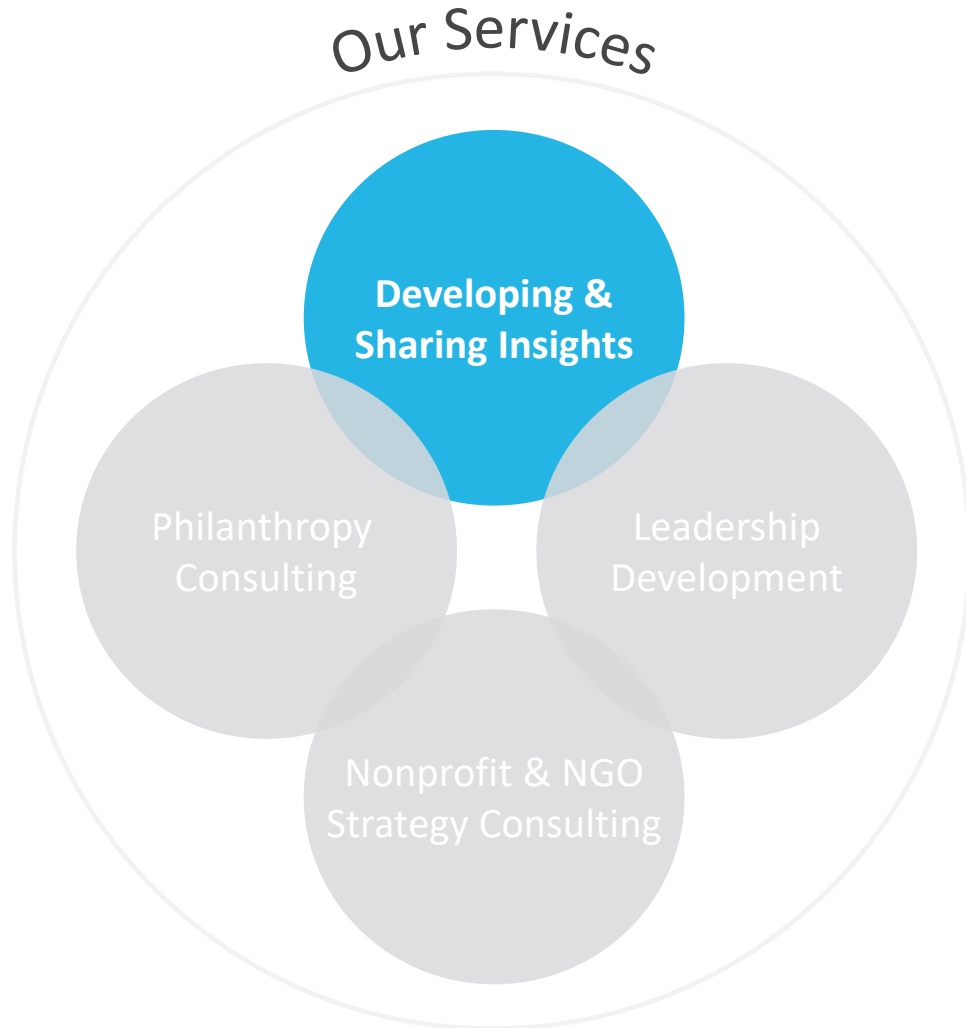 Our Services
Developing &
Sharing Insights
Philanthropy
Consulting
Leadership
Development
Nonprofit & NGO
Strategy Consulting